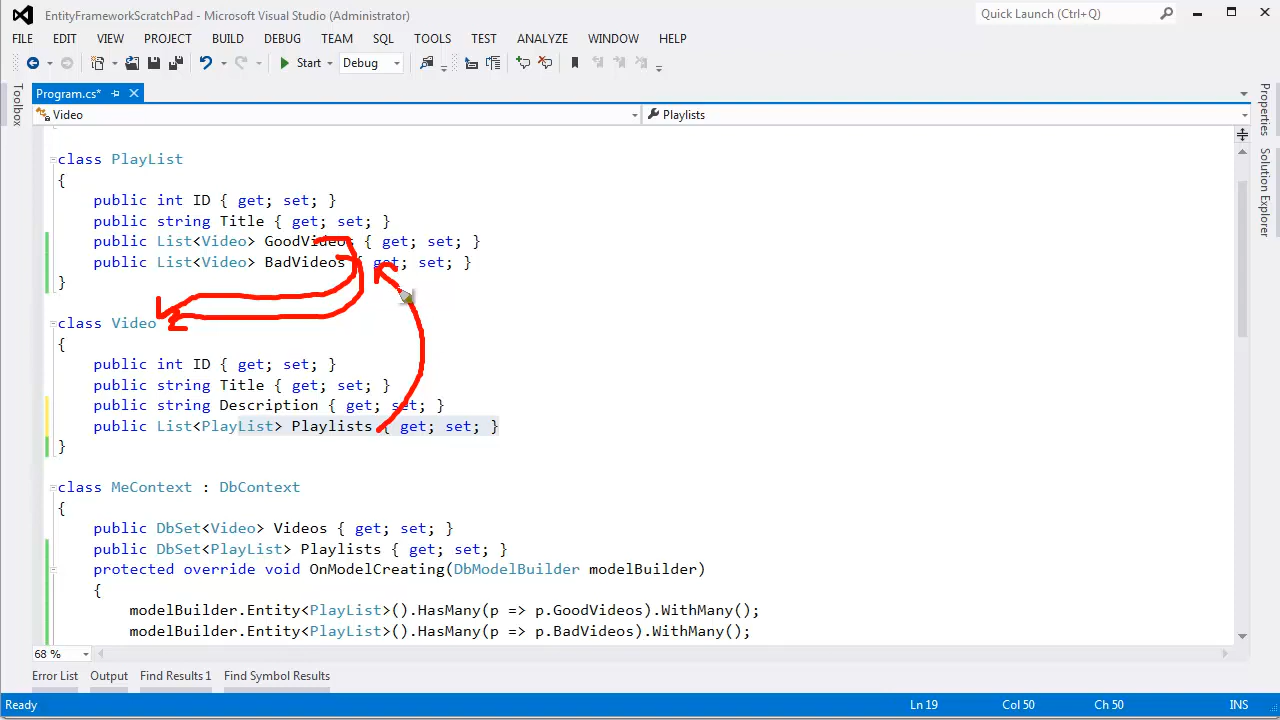 EntityFrameworkScratchPad - Microsoft Visual Studio (Administrator)
Quick Launch (Ctrl+Q)
FILE EDIT VIEW PROJECT BUILD DEBUG TEAM SQL TOOLS TEST ANALYZE WINDOW HELP
Start Debug
Toolbox
Program.cs*
Video
Playlists
Properties
Solution Explorer
class PlayList
{
public int ID { get; set; }
public string Title { get; set; }
public List<Video> GoodVideos { get; set; }
public List<Video> BadVideos { get; set; }
}
class Video
{
public int ID { get; set; }
public string Title { get; set; }
public string Description { get; set; }
public List<PlayList> Playlists { get; set; }
}
class MeContext : DbContext
{
public DbSet<Video> Videos { get; set; }
public DbSet<PlayList> Playlists { get; set; }
protected override void OnModelCreating(DbModelBuilder modelBuilder)
{
modelBuilder.Entity<PlayList>().HasMany(p => p.GoodVideos).WithMany();
modelBuilder.Entity<PlayList>().HasMany(p => p.BadVideos).WithMany();
68 %
Error List Output Find Results 1 Find Symbol Results
Ready Ln 19 Col 50 Ch 50 INS